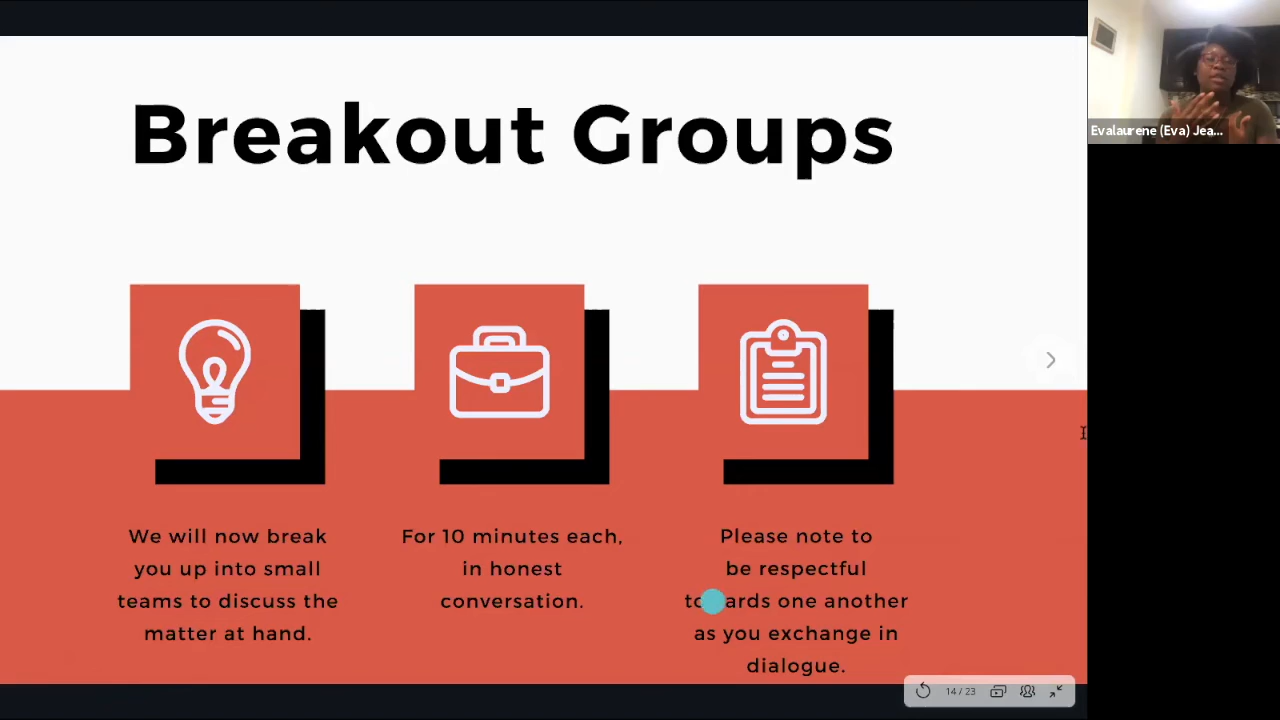 Breakout Groups
Evalaurene (Eva) Jea...
We will now break
you up into small
teams to discuss the
matter at hand.
For 10 minutes each,
in honest
conversation.
Please note to
be respectful
towards one another
as you exchange in
dialogue.
14 / 23